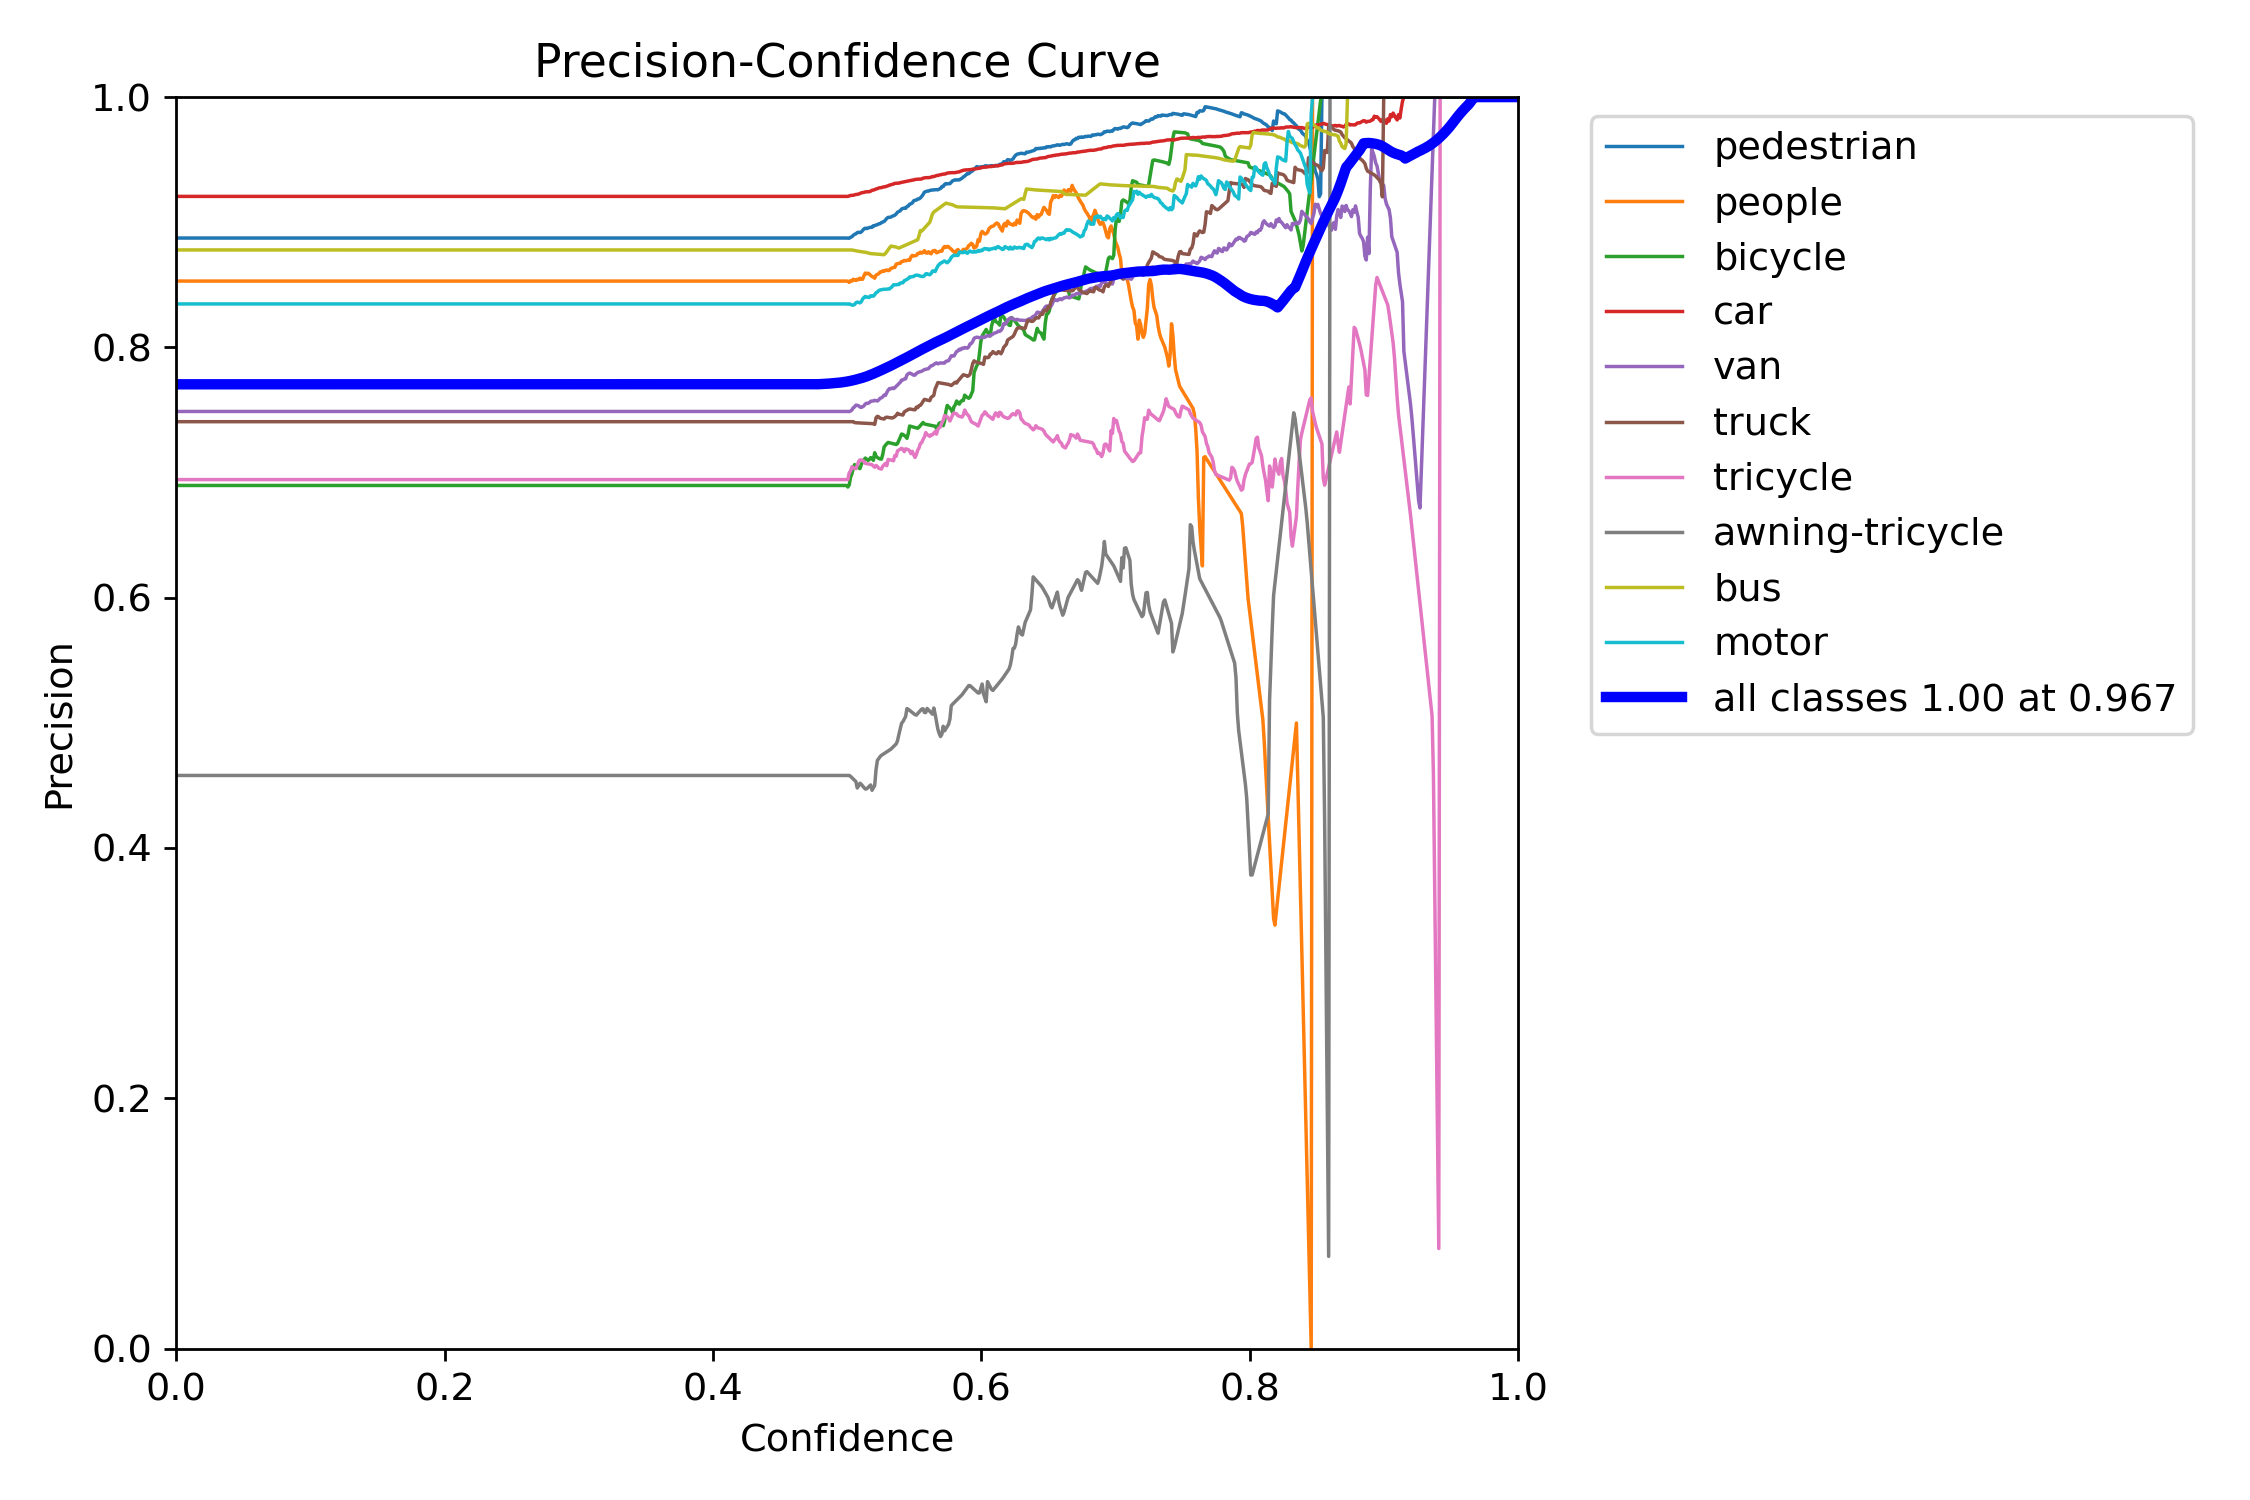 Precision-Confidence Curve
1.0
0.8
0.6
0.4
0.2
0.0
Precision
0.0 0.2 0.4 0.6 0.8 1.0
Confidence
pedestrian
people
bicycle
car
van
truck
tricycle
awning-tricycle
bus
motor
all classes 1.00 at 0.967